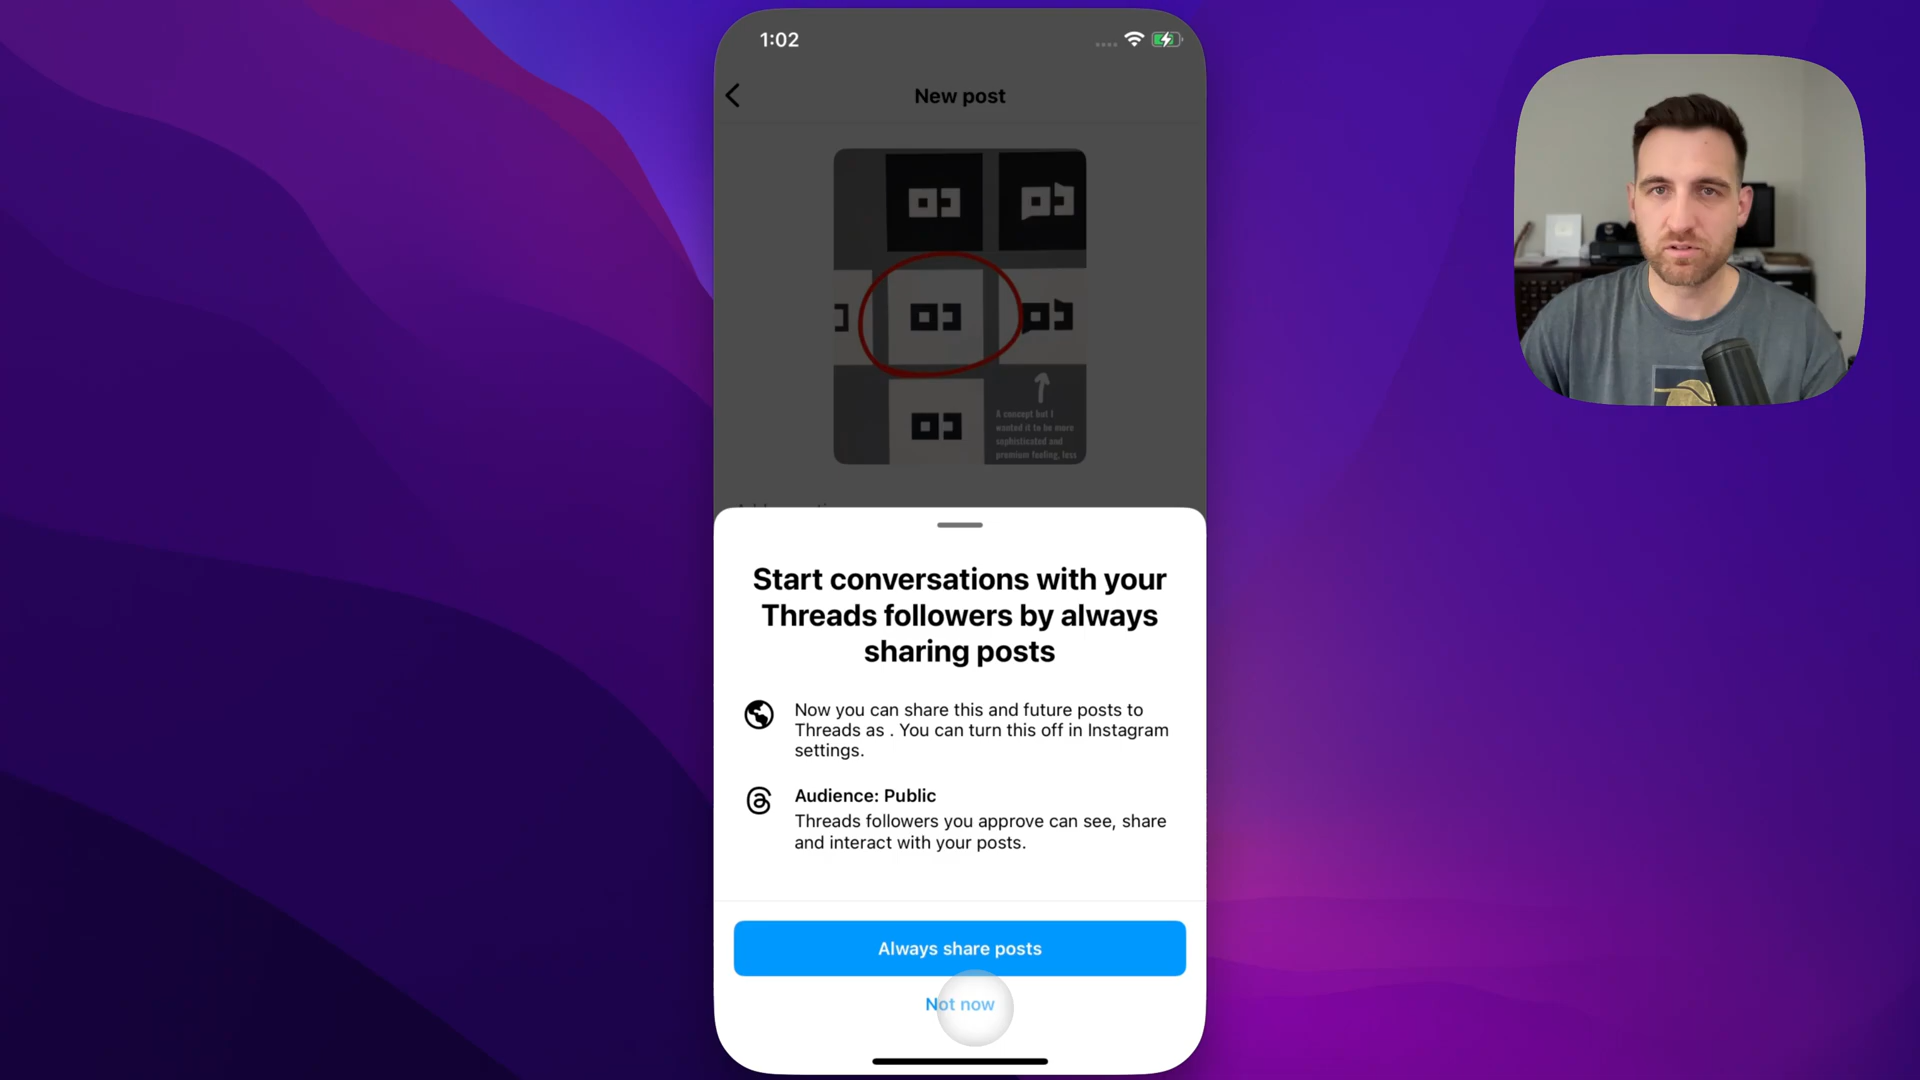 1:02
New post
A concept but I
wanted it to be more
sophisticated and
premium feeling, less
Start conversations with your
Threads followers by always
sharing posts
Now you can share this and future posts to
Threads as . You can turn this off in Instagram
settings.
Audience: Public
Threads followers you approve can see, share
and interact with your posts.
Always share posts
Not now